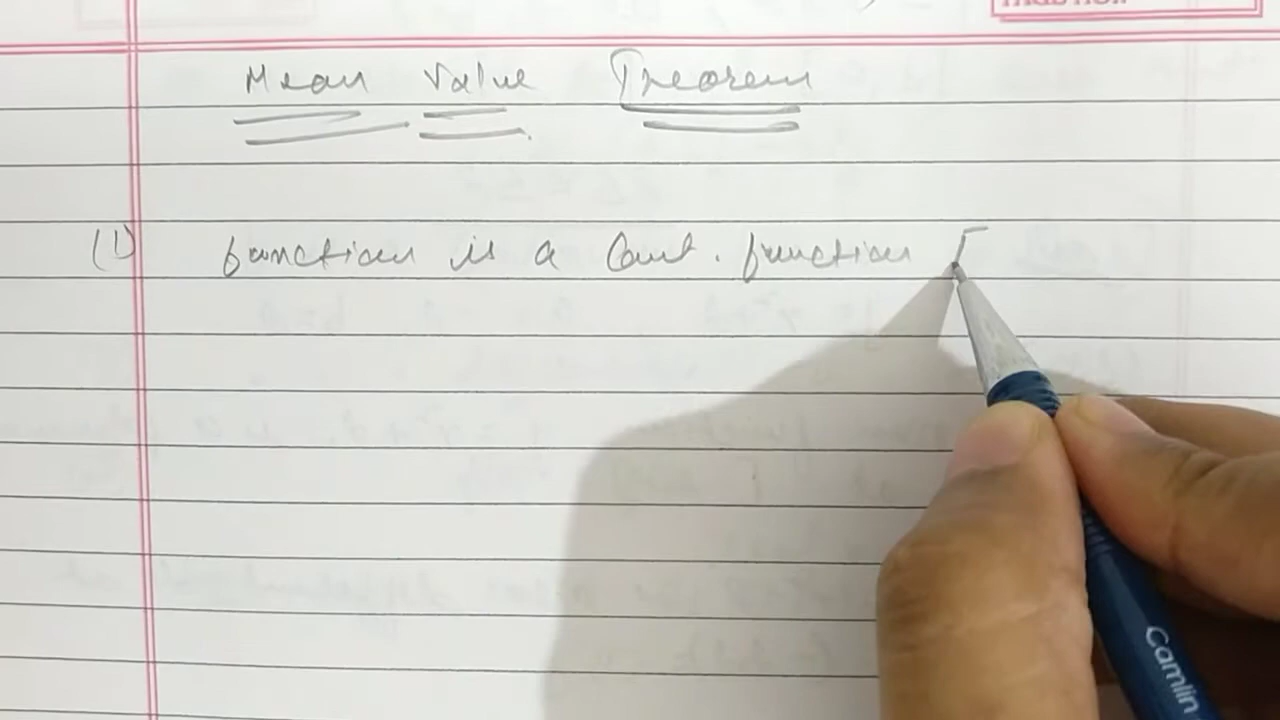 Mean Value Theorem
(1) function is a Cont. function [
Camlin